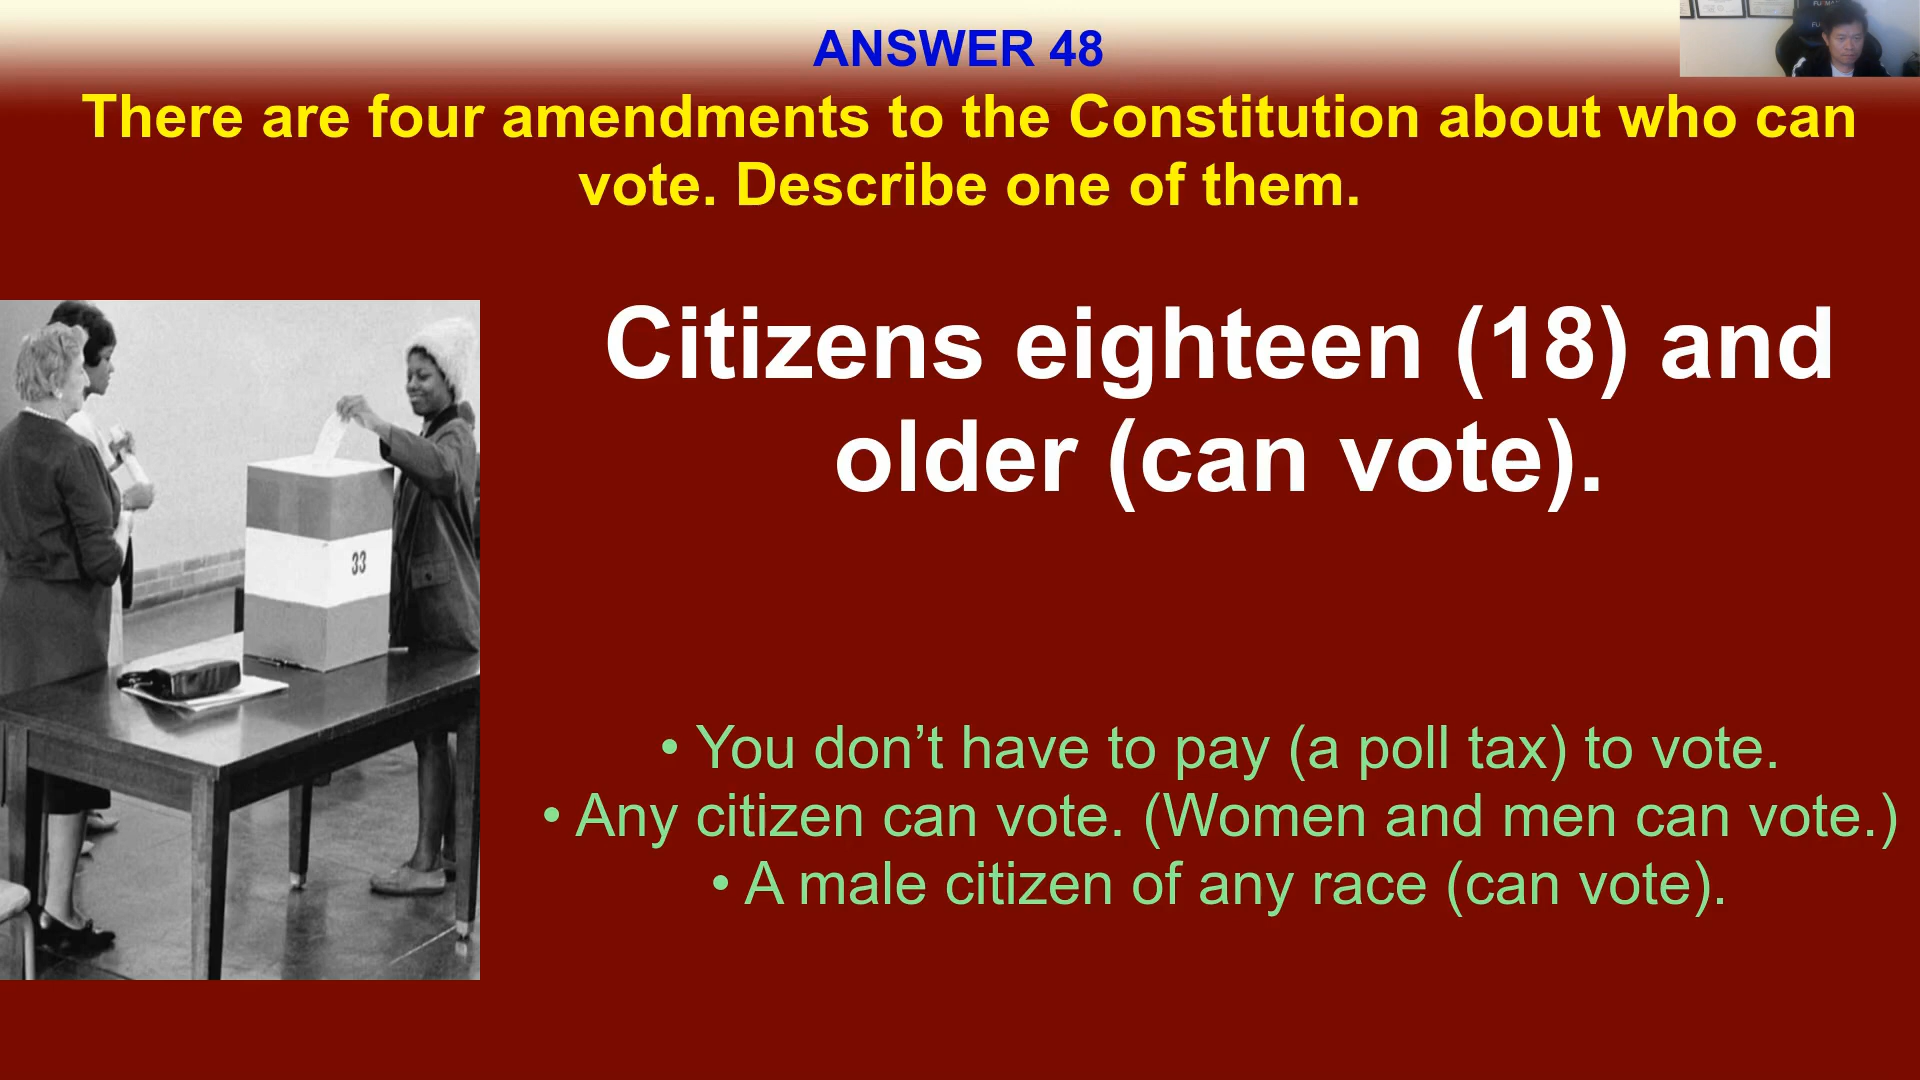 ANSWER 48
There are four amendments to the Constitution about who can
vote. Describe one of them.
Citizens eighteen (18) and
older (can vote).
33
• You don’t have to pay (a poll tax) to vote.
• Any citizen can vote. (Women and men can vote.)
• A male citizen of any race (can vote).